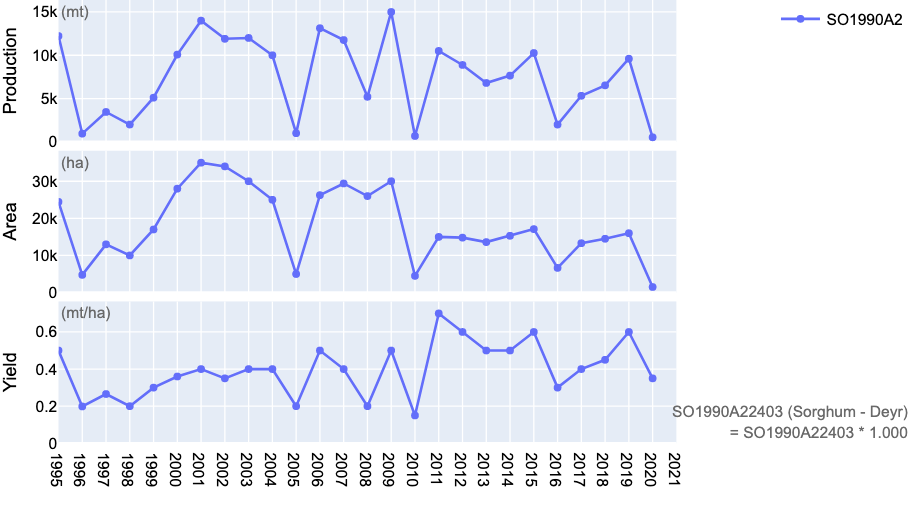 Production
(mt)
15k
10k
5k
0
SO1990A2
Area
(ha)
30k
20k
10k
0
Yield
(mt/ha)
0.6
0.4
0.2
0
SO1990A22403 (Sorghum - Deyr)
= SO1990A22403 * 1.000
1995 1996 1997 1998 1999 2000 2001 2002 2003 2004 2005 2006 2007 2008 2009 2010 2011 2012 2013 2014 2015 2016 2017 2018 2019 2020 2021